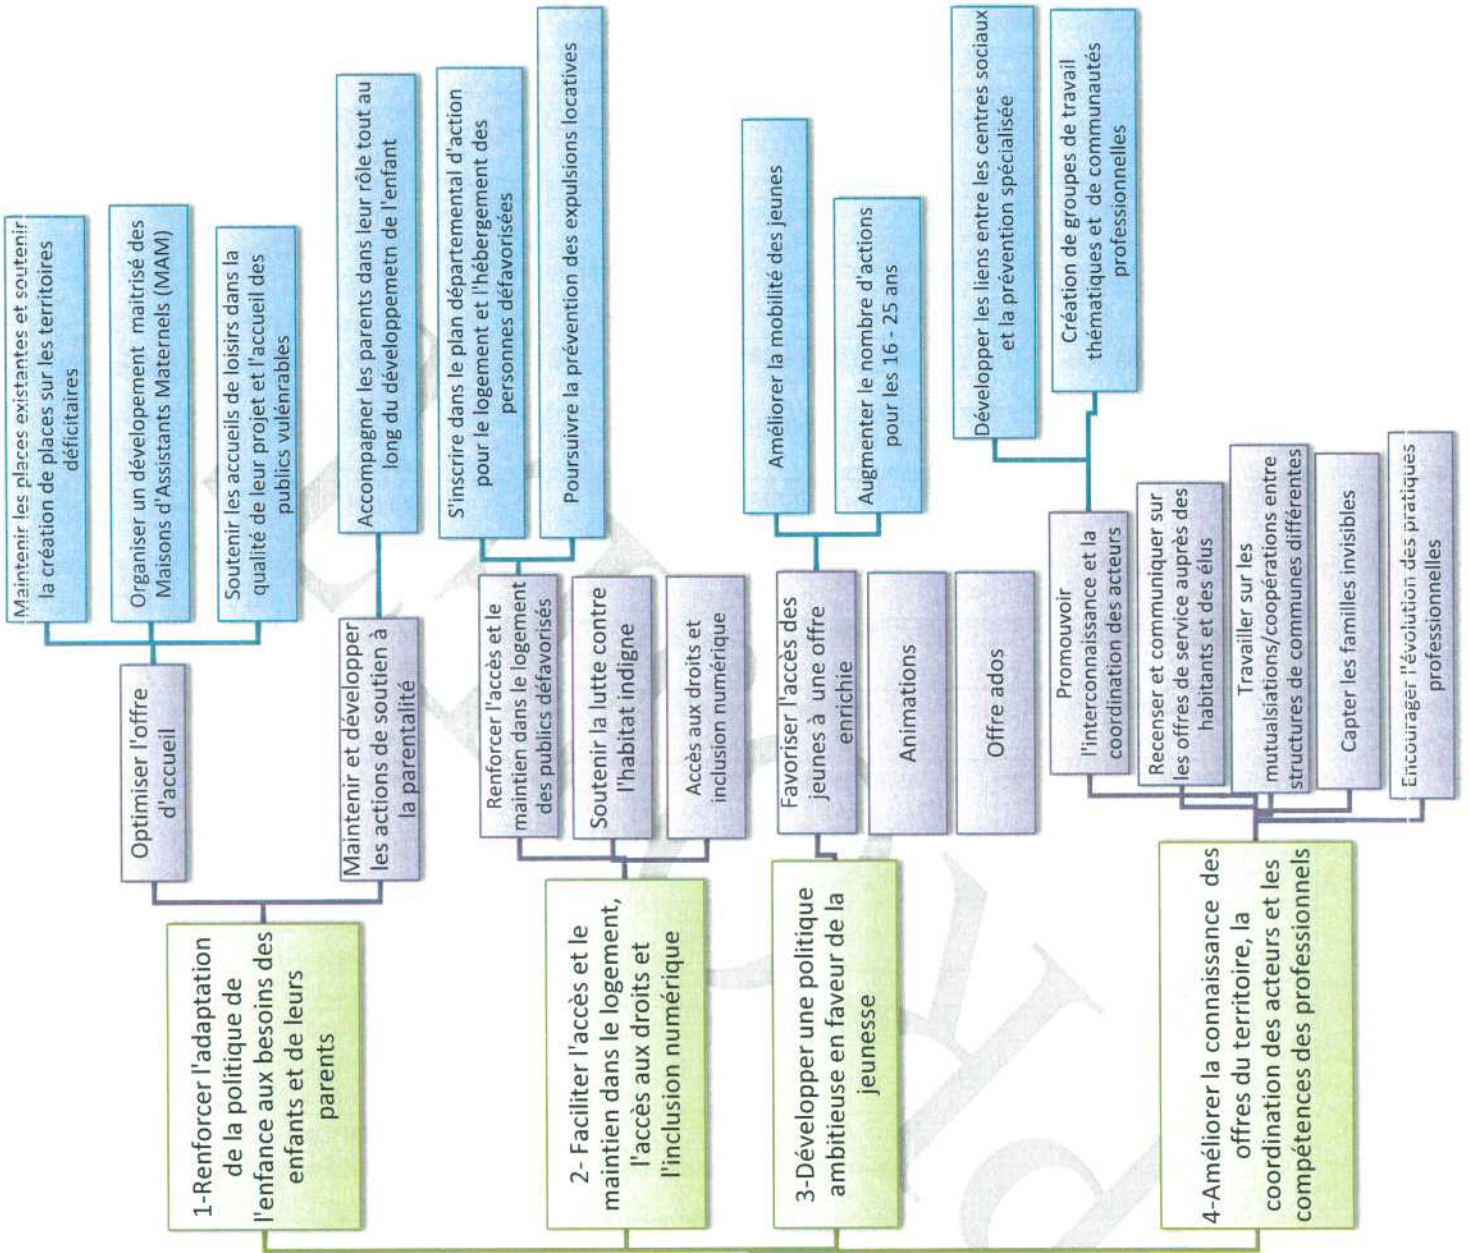 1-Renforcer l'adaptation
de la politique de
l'enfance aux besoins des
enfants et de leurs
parents
Optimiser l'offre
d'accueil
Maintenir les places existantes et soutenir
la création de places sur les territoires
déficitaires
Organiser un dévelopement maitrisé des
Maisons d'Assistants Maternels (MAM)
Soutenir les accueils de loisirs dans la
qualité de leur projet et l'accueil des
publics vulénrables
Maintenir et développer
les actions de soutien à
la parentalité
Accompagner les parents dans leur rôle tout au
long du développemetn de l'enfant
2- Faciliter l'accès et le
maintien dans le logement,
l'accès aux droits et
l'inclusion numérique
Renforcer l'accès et le
maintien dans le logement
des publics défavorisés
S'inscrire dans le plan départemental d'action
pour le logement et l'hébergement des
personnes défavorisées
Poursuivre la prévention des expulsions locatives
Soutenir la lutte contre
l'habitat indigne
Accès aux droits et
inclusion numérique
3-Développer une politique
ambitieuse en faveur de la
jeunesse
Favoriser l'accès des
jeunes à une offre
enrichie
Améliorer la mobilité des jeunes
Augmenter le nombre d'actions
pour les 16 - 25 ans
Animations
Offre ados
4-Améliorer la connaissance des
offres du territoire, la
coordination des acteurs et les
compétences des professionnels
Promouvoir
l'interconnaissance et la
coordination des acteurs
Développer les liens entre les centres sociaux
et la prévention spécialisée
Création de groupes de travail
thématiques et de communautés
professionnelles
Recenser et communiquer sur
les offres de service auprès des
habitants et des élus
Travailler sur les
mutualsiations/coopérations entre
structures de communes différentes
Capter les familles invisibles
Encourager l'évolution des pratiques
professionnelles